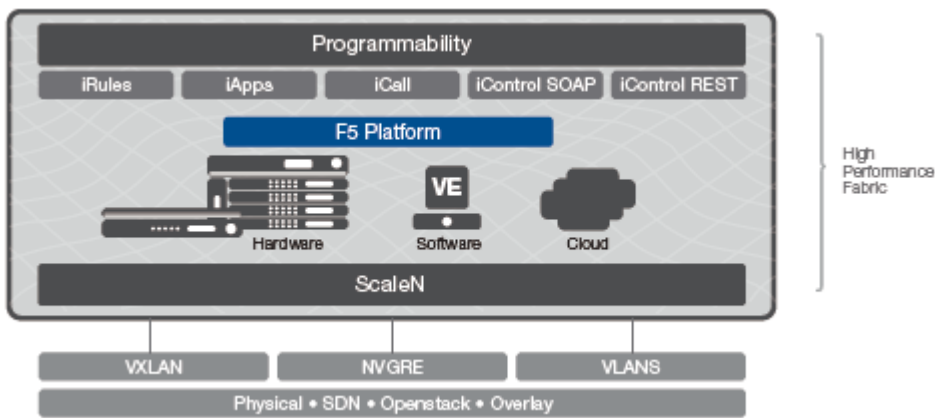 Programmability
iRules
iApps
iCall
iControl SOAP
iControl REST
F5 Platform
VE
Hardware
Software
Cloud
ScaleN
High
Performance
Fabric
VXLAN
NVGRE
VLANS
Physical • SDN • Openstack • Overlay